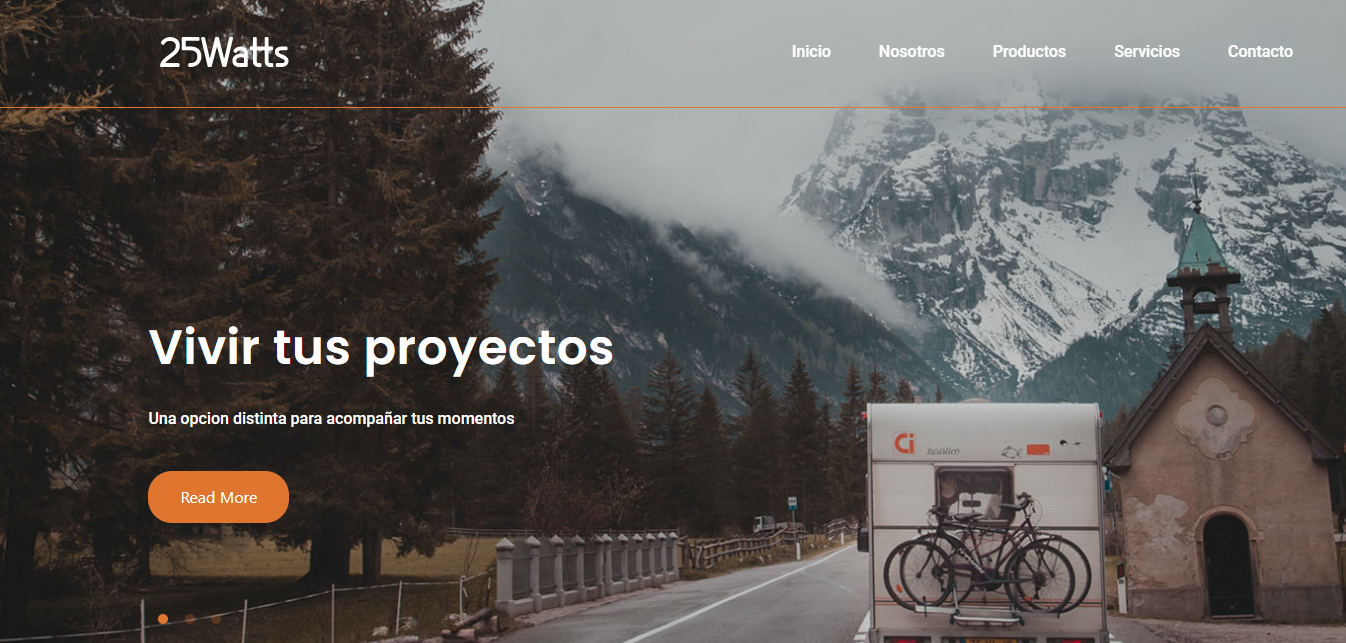 25Watts
Inicio Nosotros Productos Servicios Contacto
Vivir tus proyectos
Una opcion distinta para acompañar tus momentos
Read More
Ci
turistico